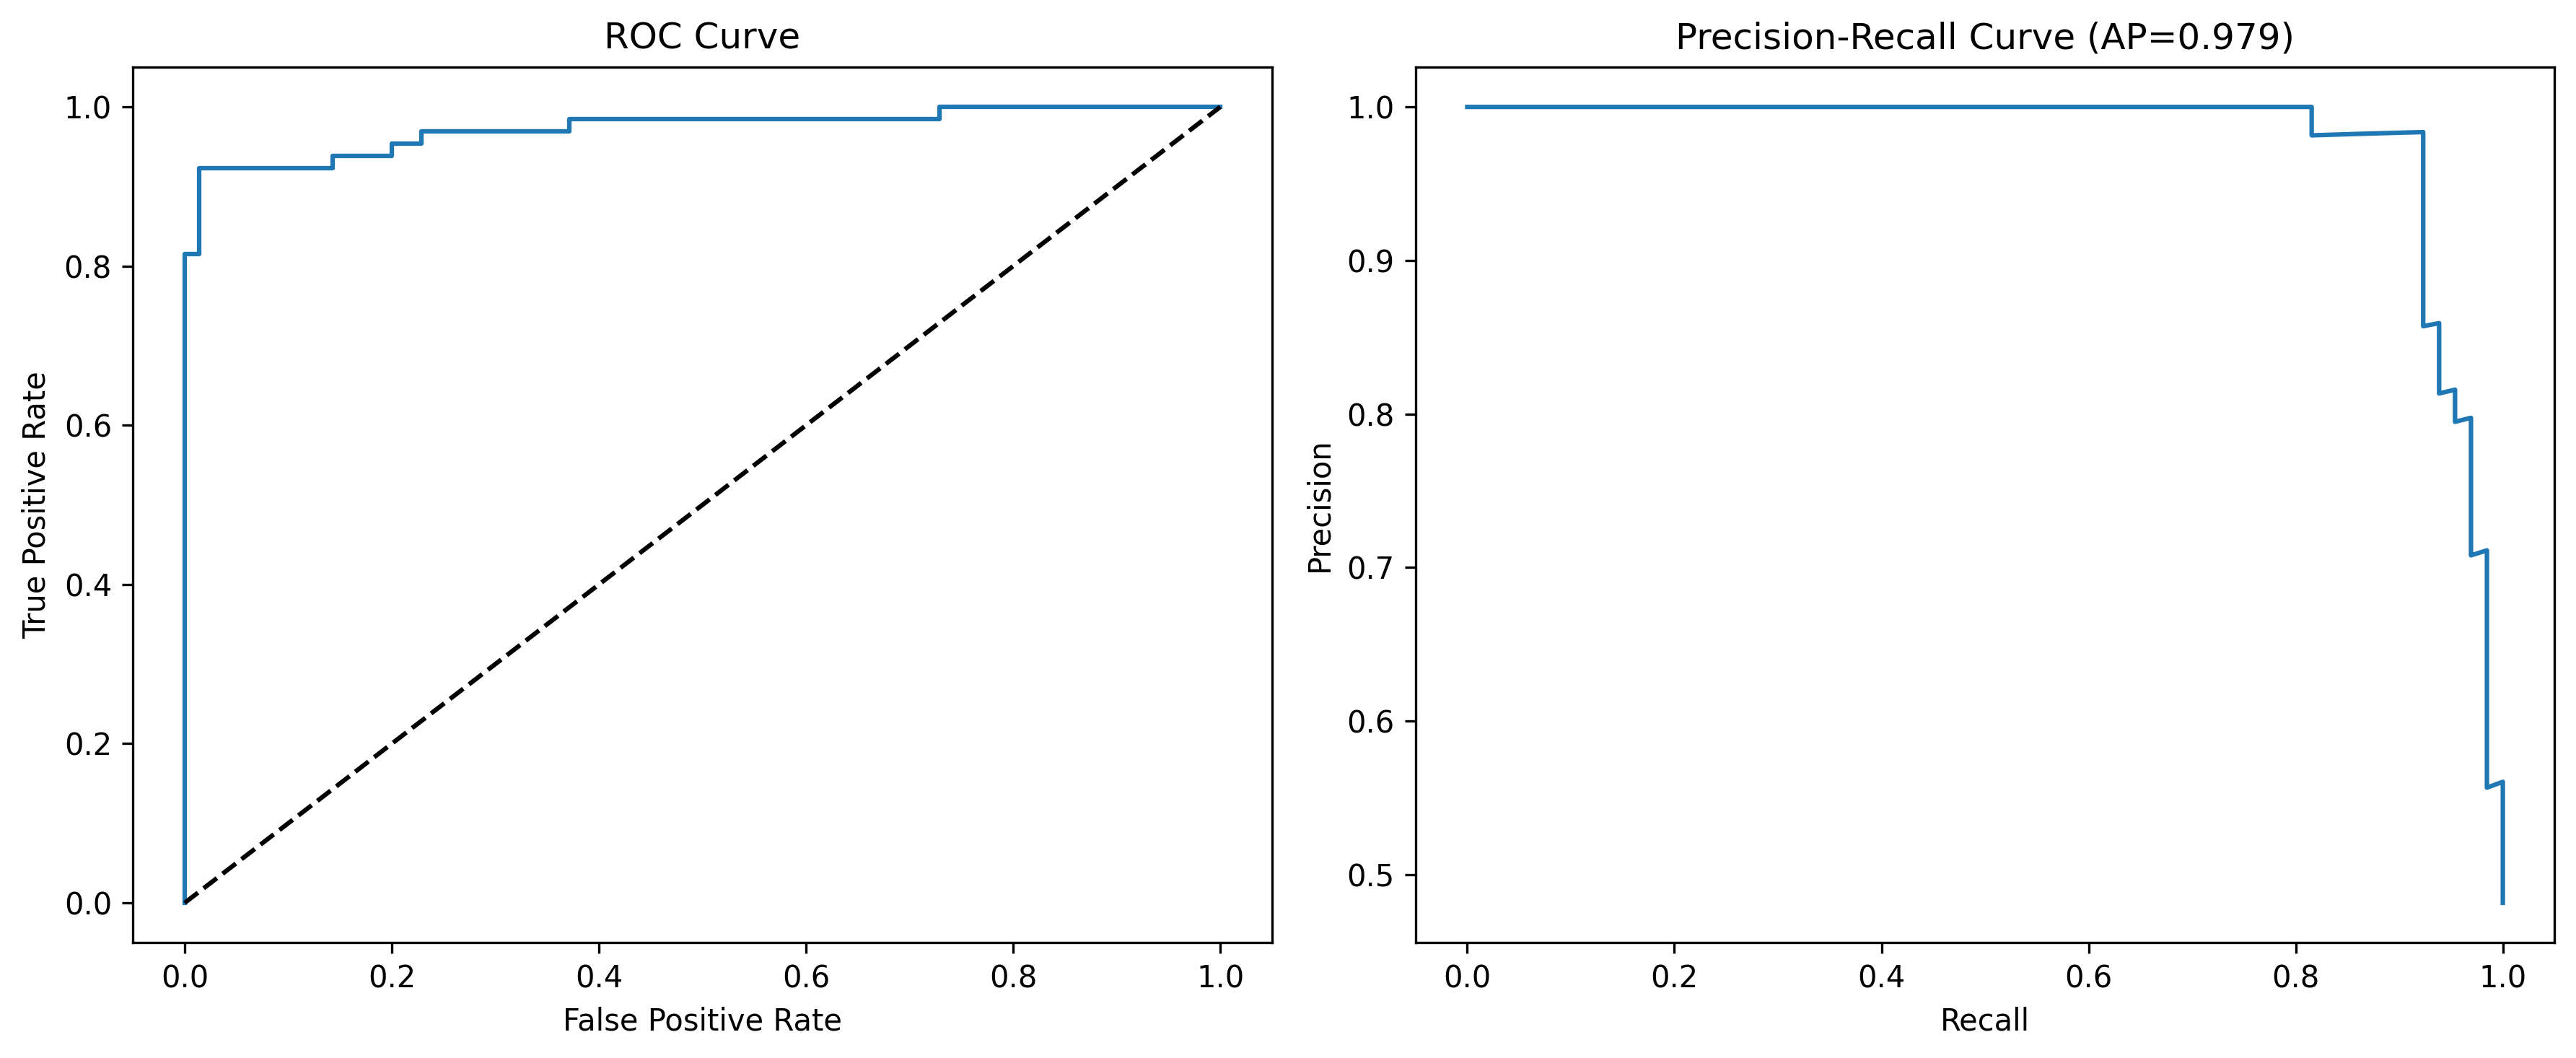 ROC Curve
1.0
0.8
0.6
0.4
0.2
0.0
True Positive Rate
0.0 0.2 0.4 0.6 0.8 1.0
False Positive Rate
Precision-Recall Curve (AP=0.979)
1.0
0.9
0.8
0.7
0.6
0.5
Precision
0.0 0.2 0.4 0.6 0.8 1.0
Recall